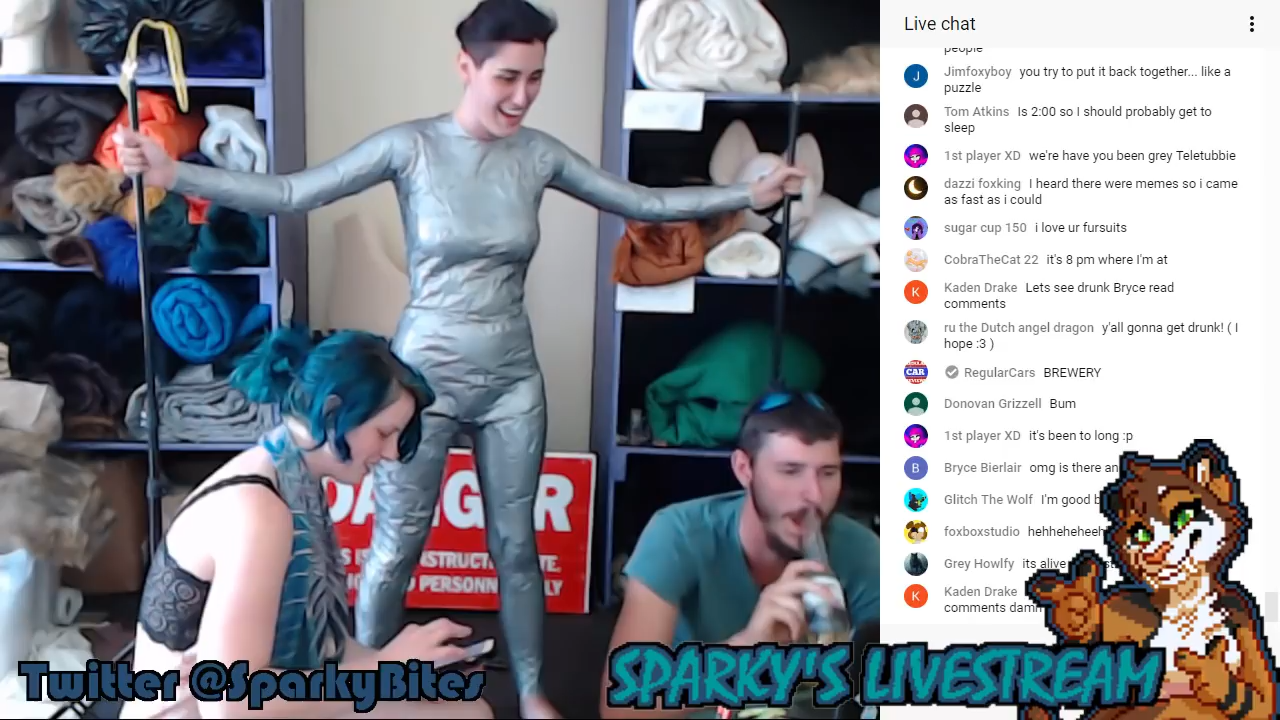 Live chat
people
Jimfoxyboy you try to put it back together... like a
puzzle
Tom Atkins Is 2:00 so I should probably get to
sleep
1st player XD we're have you been grey Teletubbie
dazzi foxking I heard there were memes so i came
as fast as i could
sugar cup 150 i love ur fursuits
CobraTheCat 22 it's 8 pm where I'm at
Kaden Drake Lets see drunk Bryce read
comments
ru the Dutch angel dragon y'all gonna get drunk! ( I
hope :3 )
RegularCars BREWERY
Donovan Grizzell Bum
1st player XD it's been to long :p
Bryce Bierlair omg is there an
Glitch The Wolf I'm good
foxboxstudio hehheheheeh
Grey Howlfy its alive
Kaden Drake
comments
J
K
CAR
B
K
DANGER
PERSONN
LY
Twitter @SparkyBites
SPARKY'S LIVESTREAM